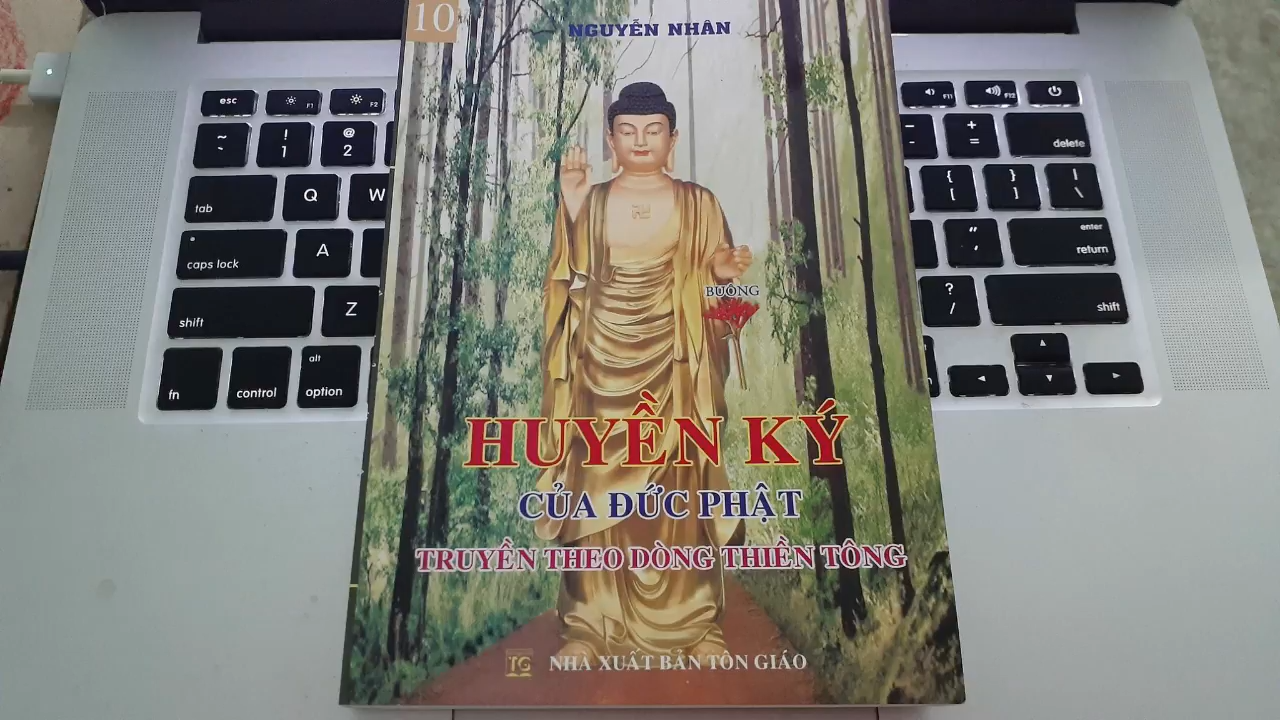 10
NGUYỄN NHÂN
BUÔNG
HUYỀN KÝ
CỦA ĐỨC PHẬT
TRUYỀN THEO DÒNG THIỀN TÔNG
TG NHÀ XUẤT BẢN TÔN GIÁO
esc F1 F2
~ ` ! 1 @ 2
tab Q W
caps lock A
shift Z
fn control alt option
F11 F12
- + = delete
{ [ } ] | \
" ' enter return
? / shift